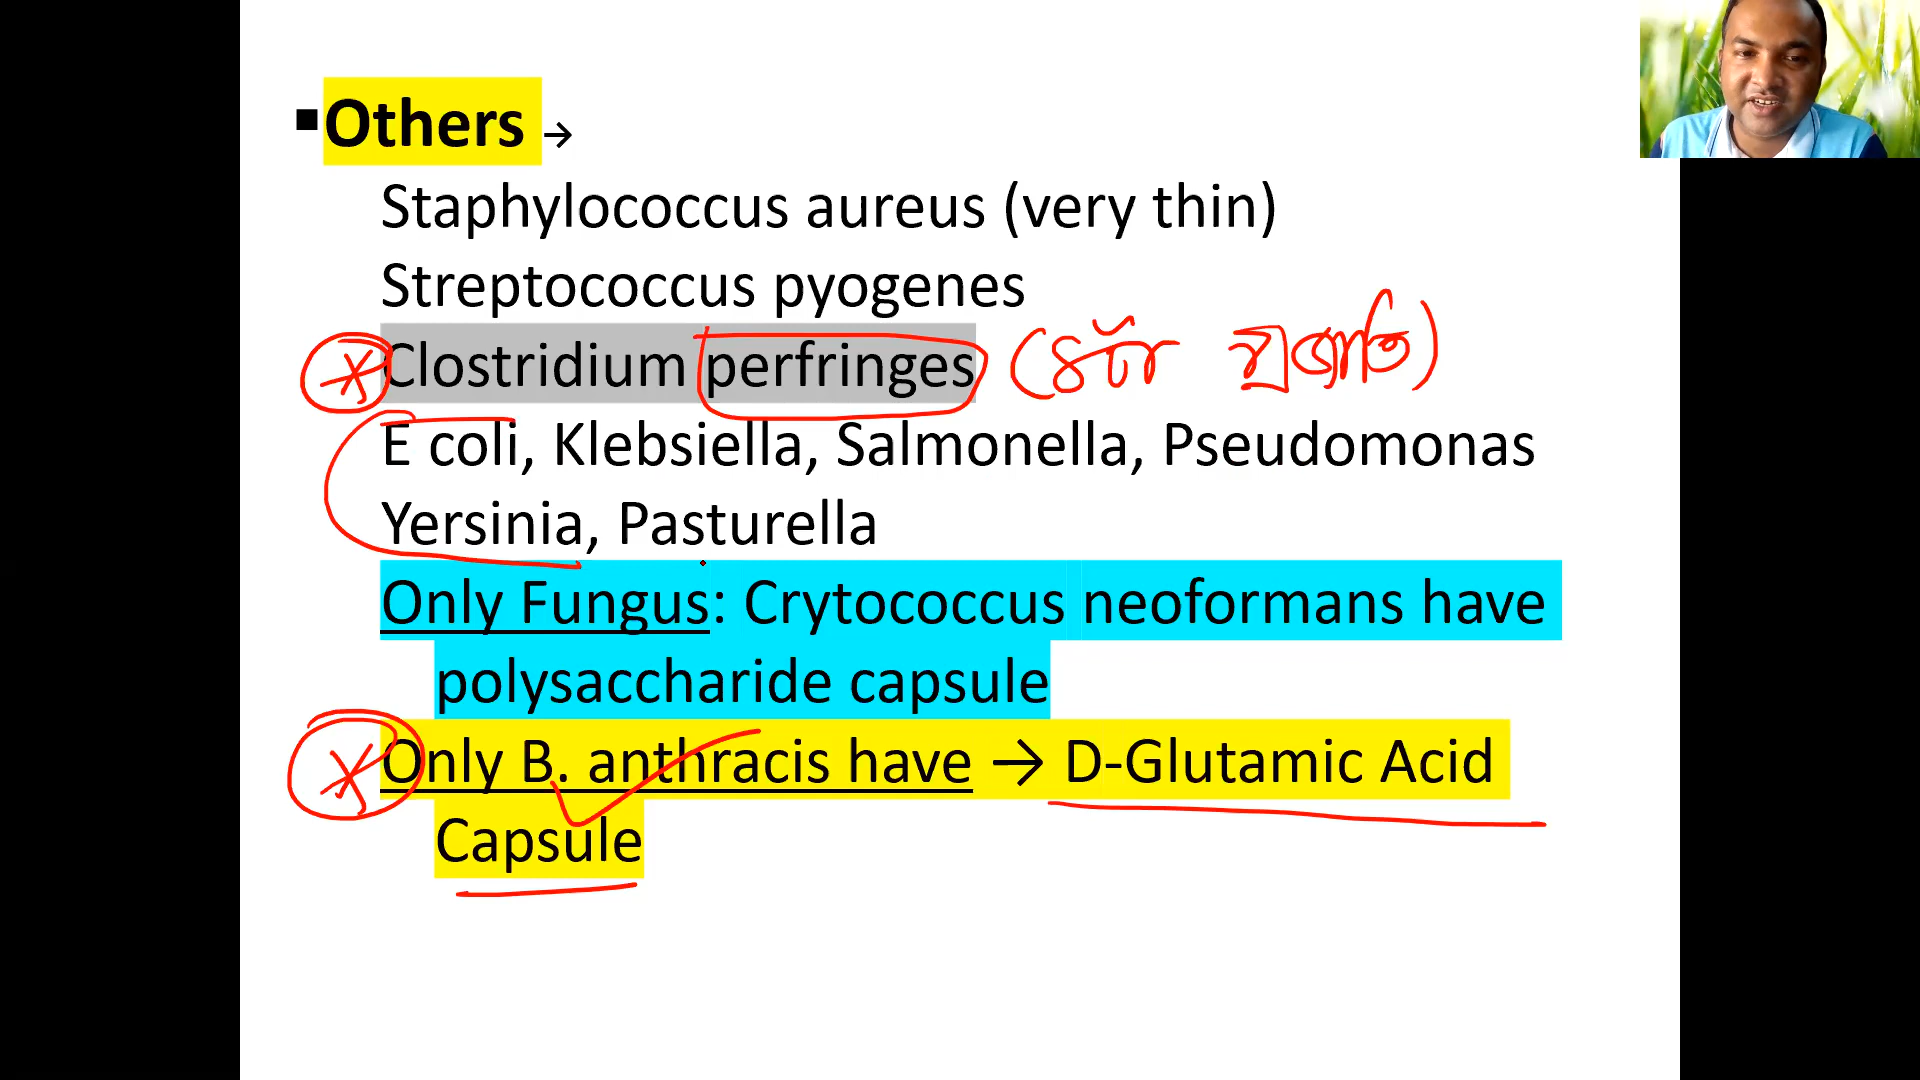 ▪Others →
Staphylococcus aureus (very thin)
Streptococcus pyogenes
Clostridium perfringes
E coli, Klebsiella, Salmonella, Pseudomonas
Yersinia, Pasturella
Only Fungus: Crytococcus neoformans have
polysaccharide capsule
Only B. anthracis have → D-Glutamic Acid
Capsule